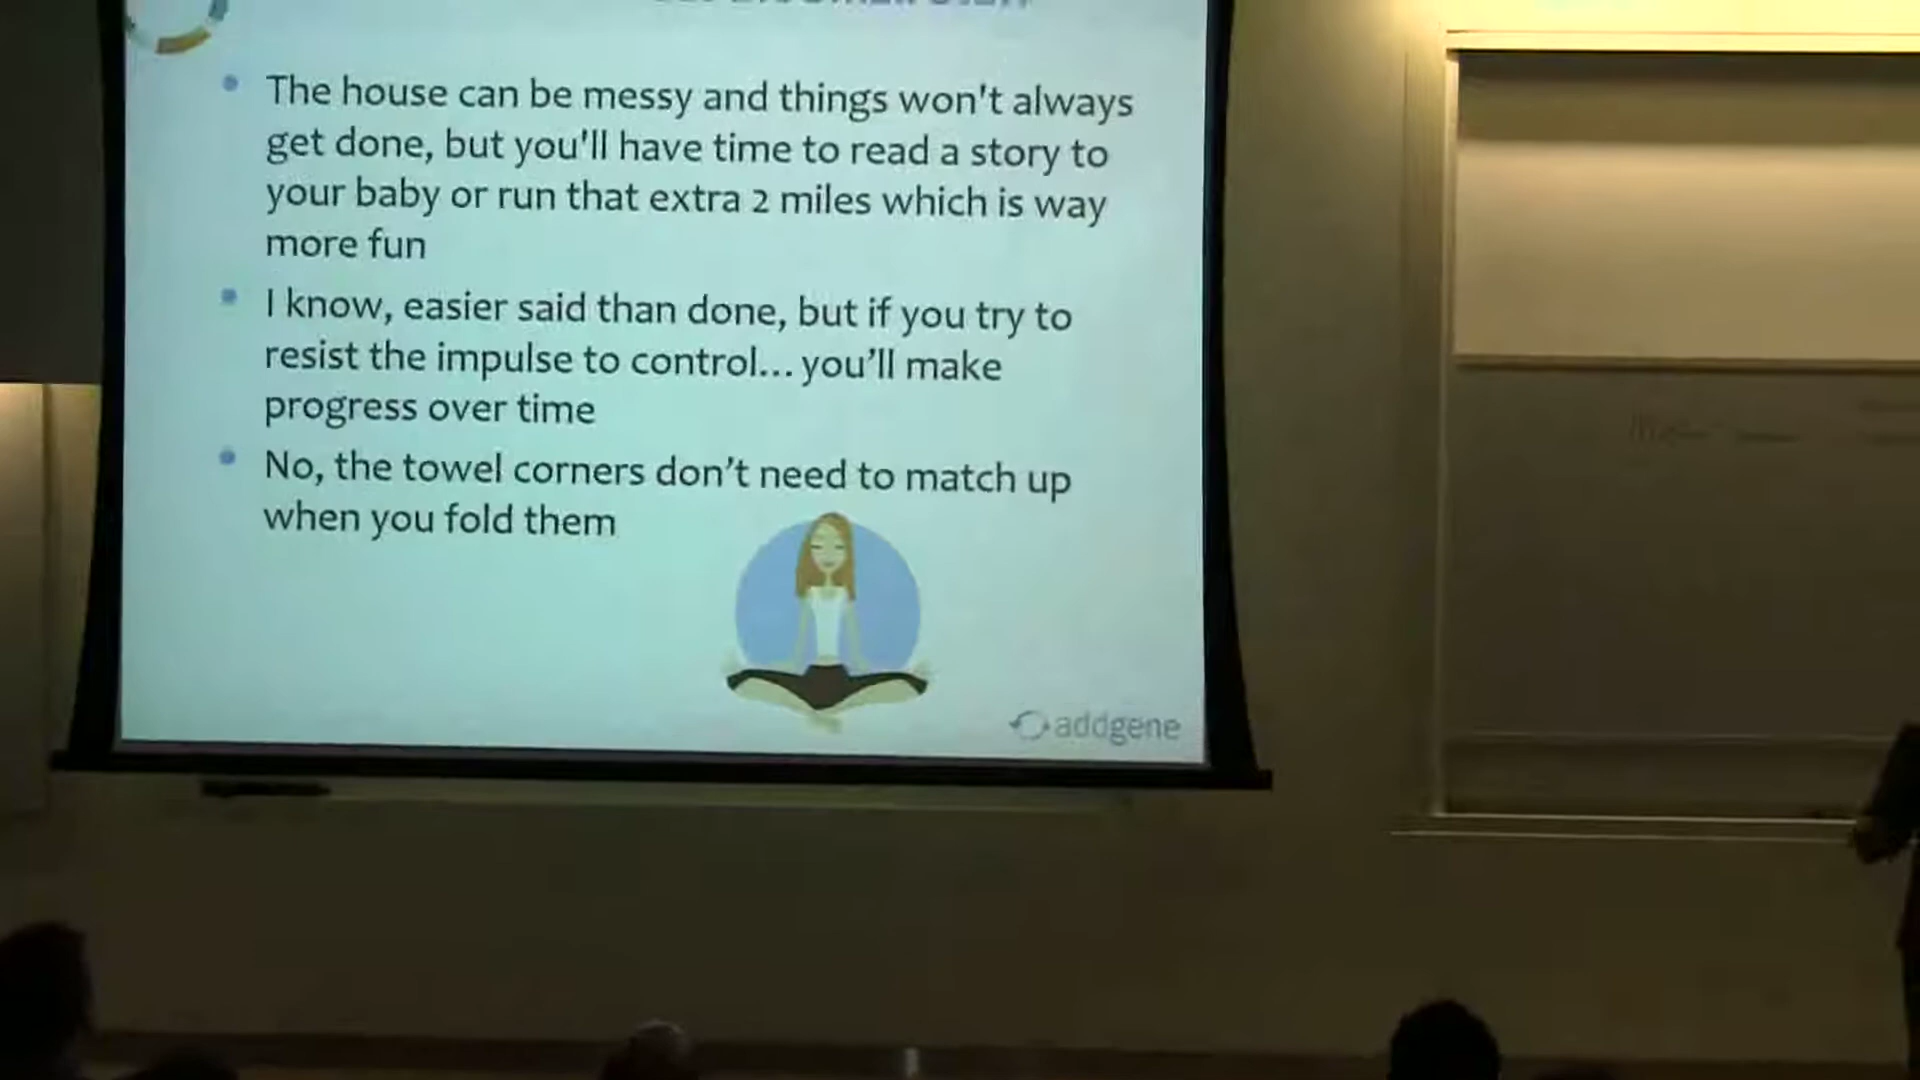 The house can be messy and things won't always
get done, but you'll have time to read a story to
your baby or run that extra 2 miles which is way
more fun
I know, easier said than done, but if you try to
resist the impulse to control... you'll make
progress over time
No, the towel corners don't need to match up
when you fold them
addgene